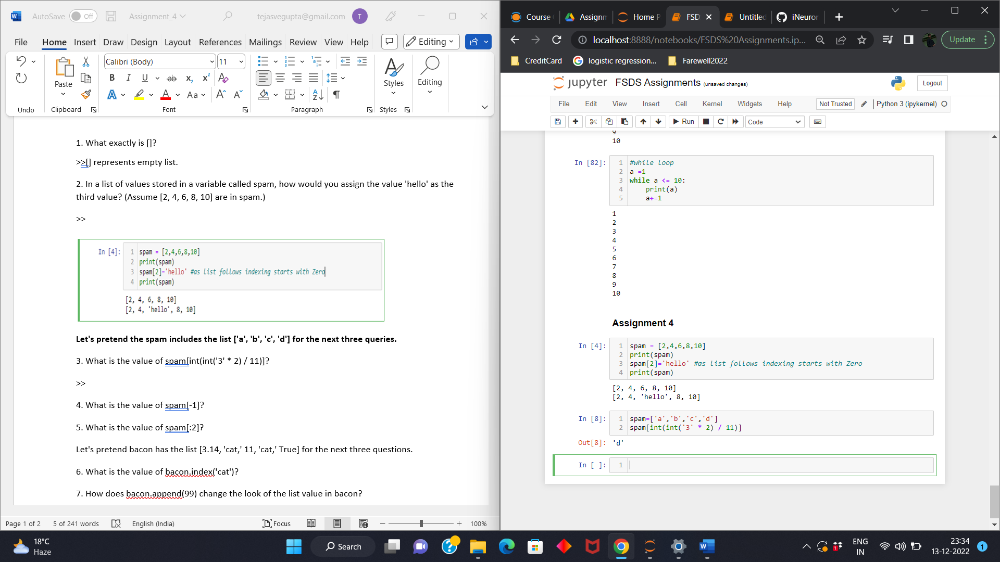 AutoSave Off Assignment_4 tejasvegupta@gmail.com T
File Home Insert Draw Design Layout References Mailings Review View Help Editing
Calibri (Body) 11
Paste Styles Editing
Undo Clipboard Font Paragraph Styles
1. What exactly is []?
>>[] represents empty list.
2. In a list of values stored in a variable called spam, how would you assign the value 'hello' as the
third value? (Assume [2, 4, 6, 8, 10] are in spam.)
>>
In [4]: 1 spam = [2,4,6,8,10]
2 print(spam)
3 spam[2]='hello' #as list follows indexing starts with Zero
4 print(spam)
[2, 4, 6, 8, 10]
[2, 4, 'hello', 8, 10]
Let's pretend the spam includes the list ['a', 'b', 'c', 'd'] for the next three queries.
3. What is the value of spam[int(int('3' * 2) / 11)]?
>>
4. What is the value of spam[-1]?
5. What is the value of spam[:2]?
Let's pretend bacon has the list [3.14, 'cat,' 11, 'cat,' True] for the next three questions.
6. What is the value of bacon.index('cat')?
7. How does bacon.append(99) change the look of the list value in bacon?
Page 1 of 2 5 of 241 words English (India) Focus 100%
Course Assignm Home P FSD Untitled iNeuron
localhost:8888/notebooks/FSDS%20Assignments.ip... Update
CreditCard logistic regression... Farewell2022
jupyter FSDS Assignments (unsaved changes) Logout
File Edit View Insert Cell Kernel Widgets Help Not Trusted Python 3 (ipykernel)
Run Code
9
10
In [82]: 1 #while loop
2 a =1
3 while a <= 10:
4 print(a)
5 a+=1
1
2
3
4
5
6
7
8
9
10
Assignment 4
In [4]: 1 spam = [2,4,6,8,10]
2 print(spam)
3 spam[2]='hello' #as list follows indexing starts with Zero
4 print(spam)
[2, 4, 6, 8, 10]
[2, 4, 'hello', 8, 10]
In [8]: 1 spam=['a','b','c','d']
2 spam[int(int('3' * 2) / 11)]
Out[8]: 'd'
In [ ]: 1
18°C
Haze
Search
ENG
IN
23:34
13-12-2022
1